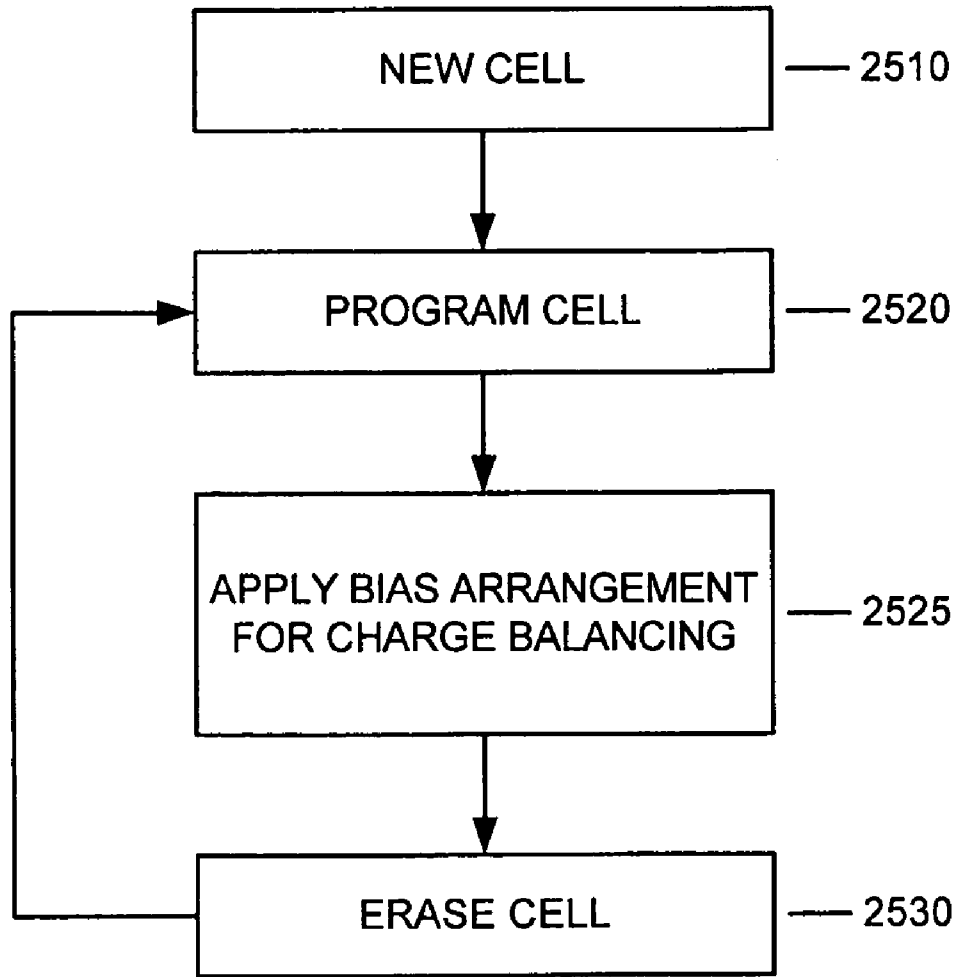 NEW CELL
2510
PROGRAM CELL
2520
APPLY BIAS ARRANGEMENT
FOR CHARGE BALANCING
2525
ERASE CELL
2530